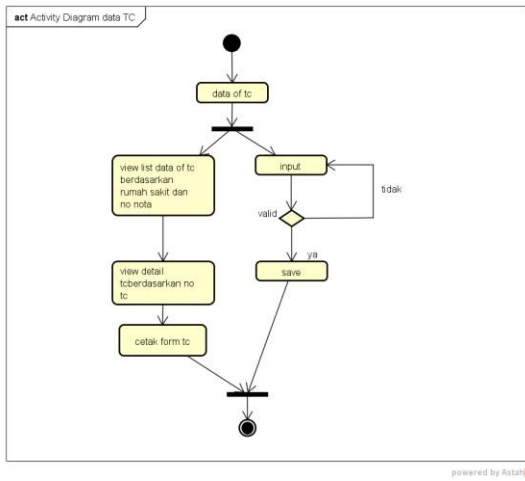 act Activity Diagram data TC
data of tc
view list data of tc
berdasarkan
rumah sakit dan
no nota
input
tidak
valid
ya
view detail
tcberdasarkan no
tc
save
cetak form tc
powered by Astah